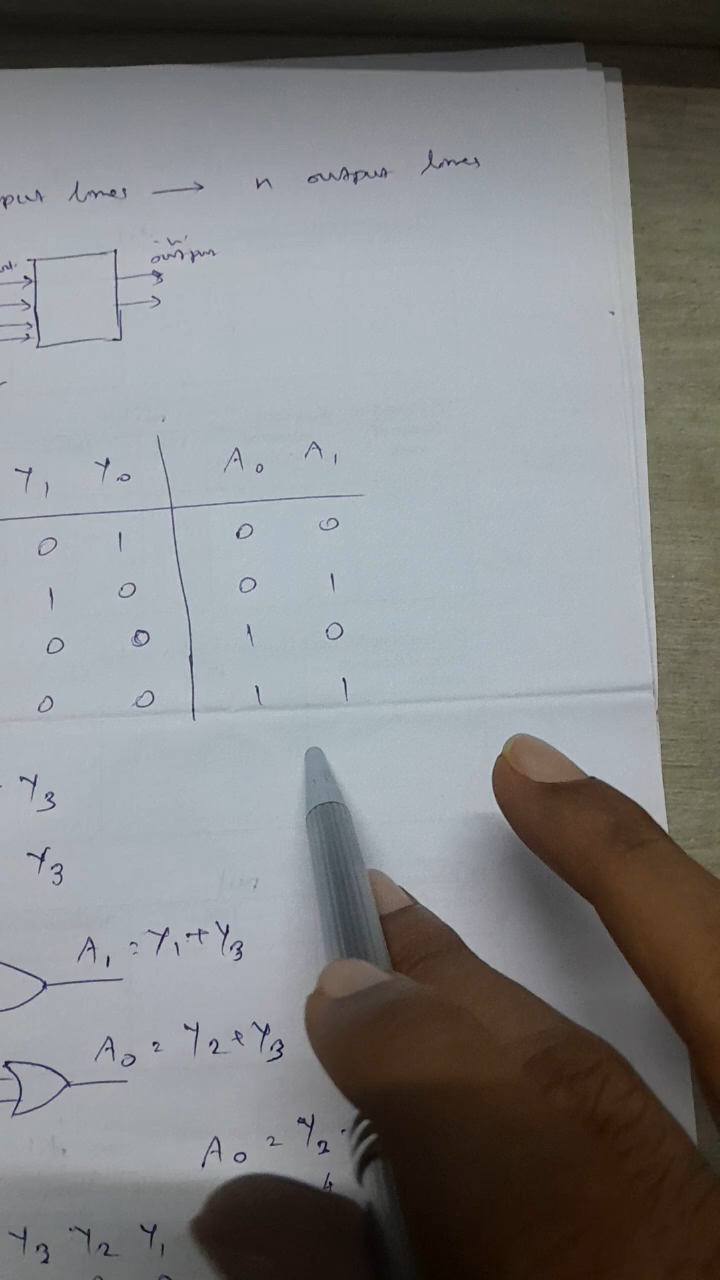 lines → n output lines
'n'
output
Y1 Y0 A0 A1
0 1 0 0
1 0 0 1
0 0 1 0
0 0 1 1
Y3
Y3
A1 = Y1 + Y3
A0 = Y2 + Y3
A0 = Y2
Y3 Y2 Y1